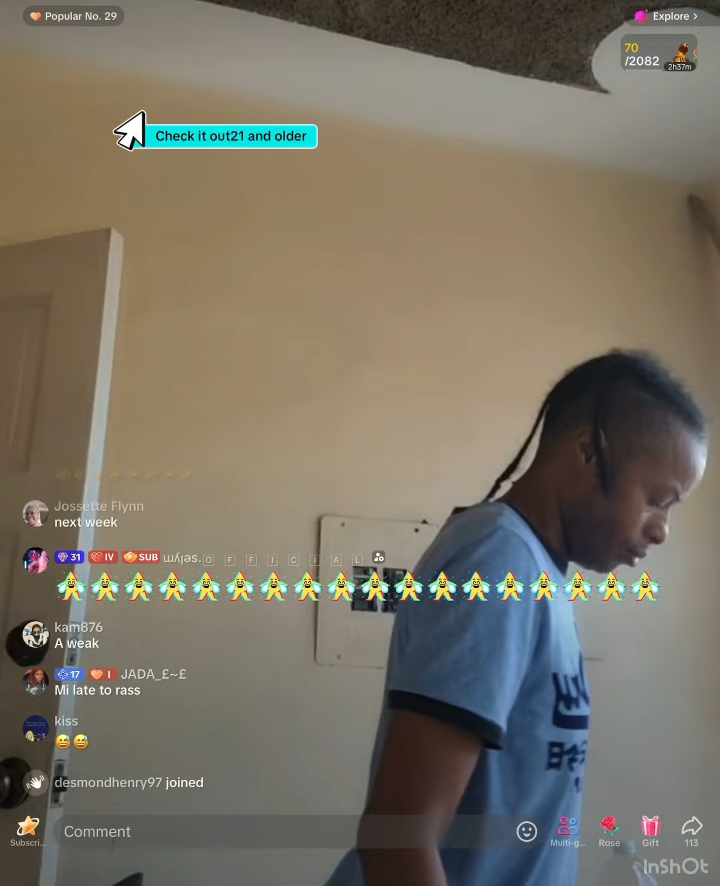 Popular No. 29
Explore >
70
/2082
2h37m
Check it out21 and older
Jossette Flynn
next week
31 IV SUB ɯʎlǝs. 🄾 🄵 🄵 🄸 🄲 🄸 🄰 🄻
kam876
A weak
17 I JADA_£~£
Mi late to rass
kiss
😅😅
desmondhenry97 joined
Subscri...
Comment
Multi-g...
Rose
Gift
113
InShOt